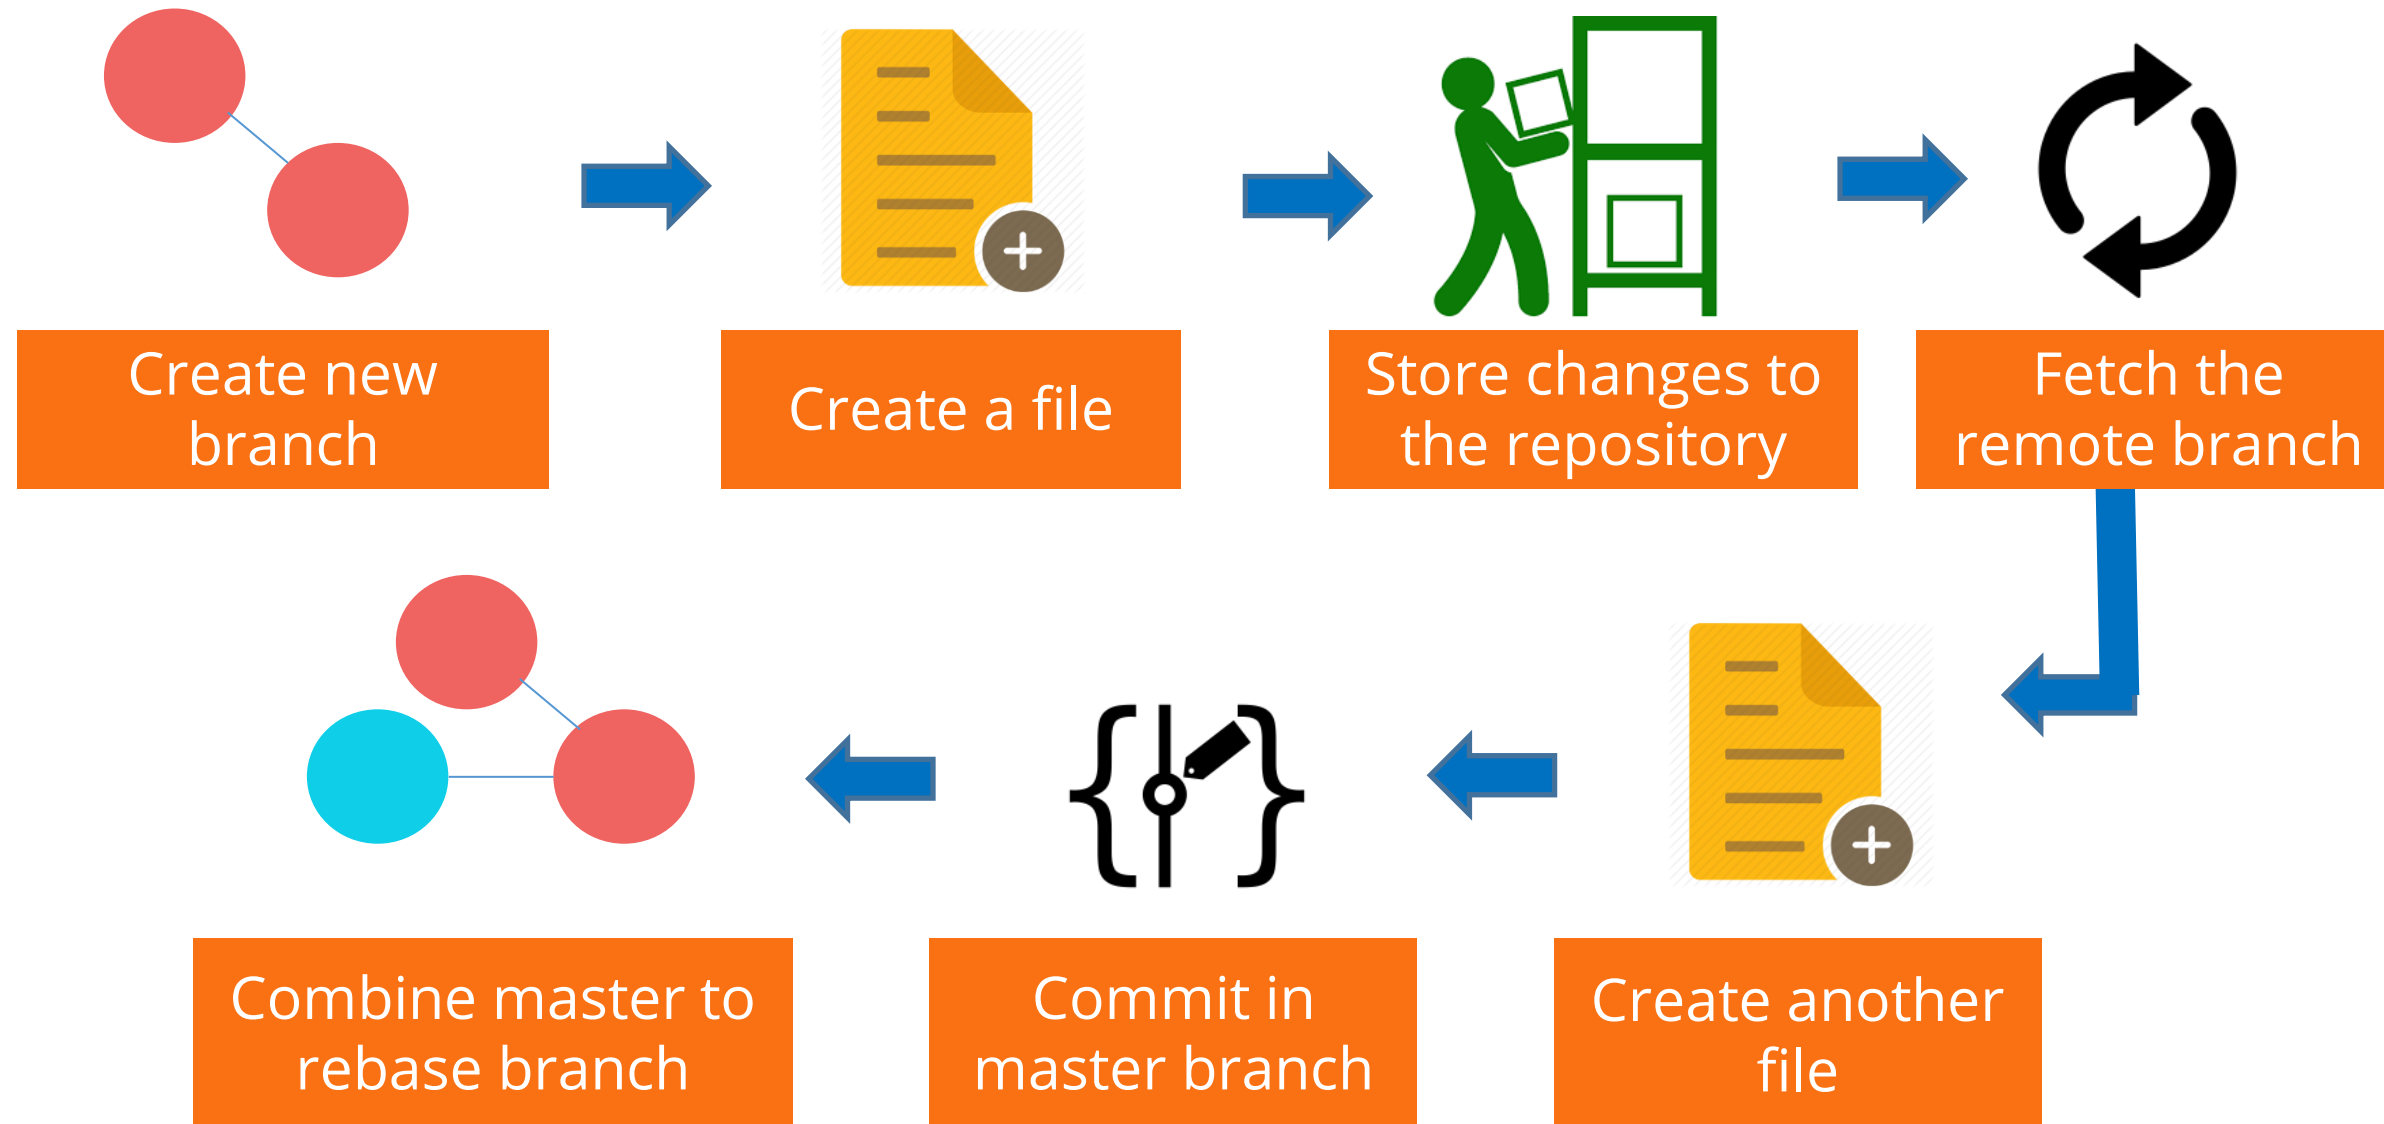 Create new
branch
Create a file
Store changes to
the repository
Fetch the
remote branch
Combine master to
rebase branch
Commit in
master branch
Create another
file